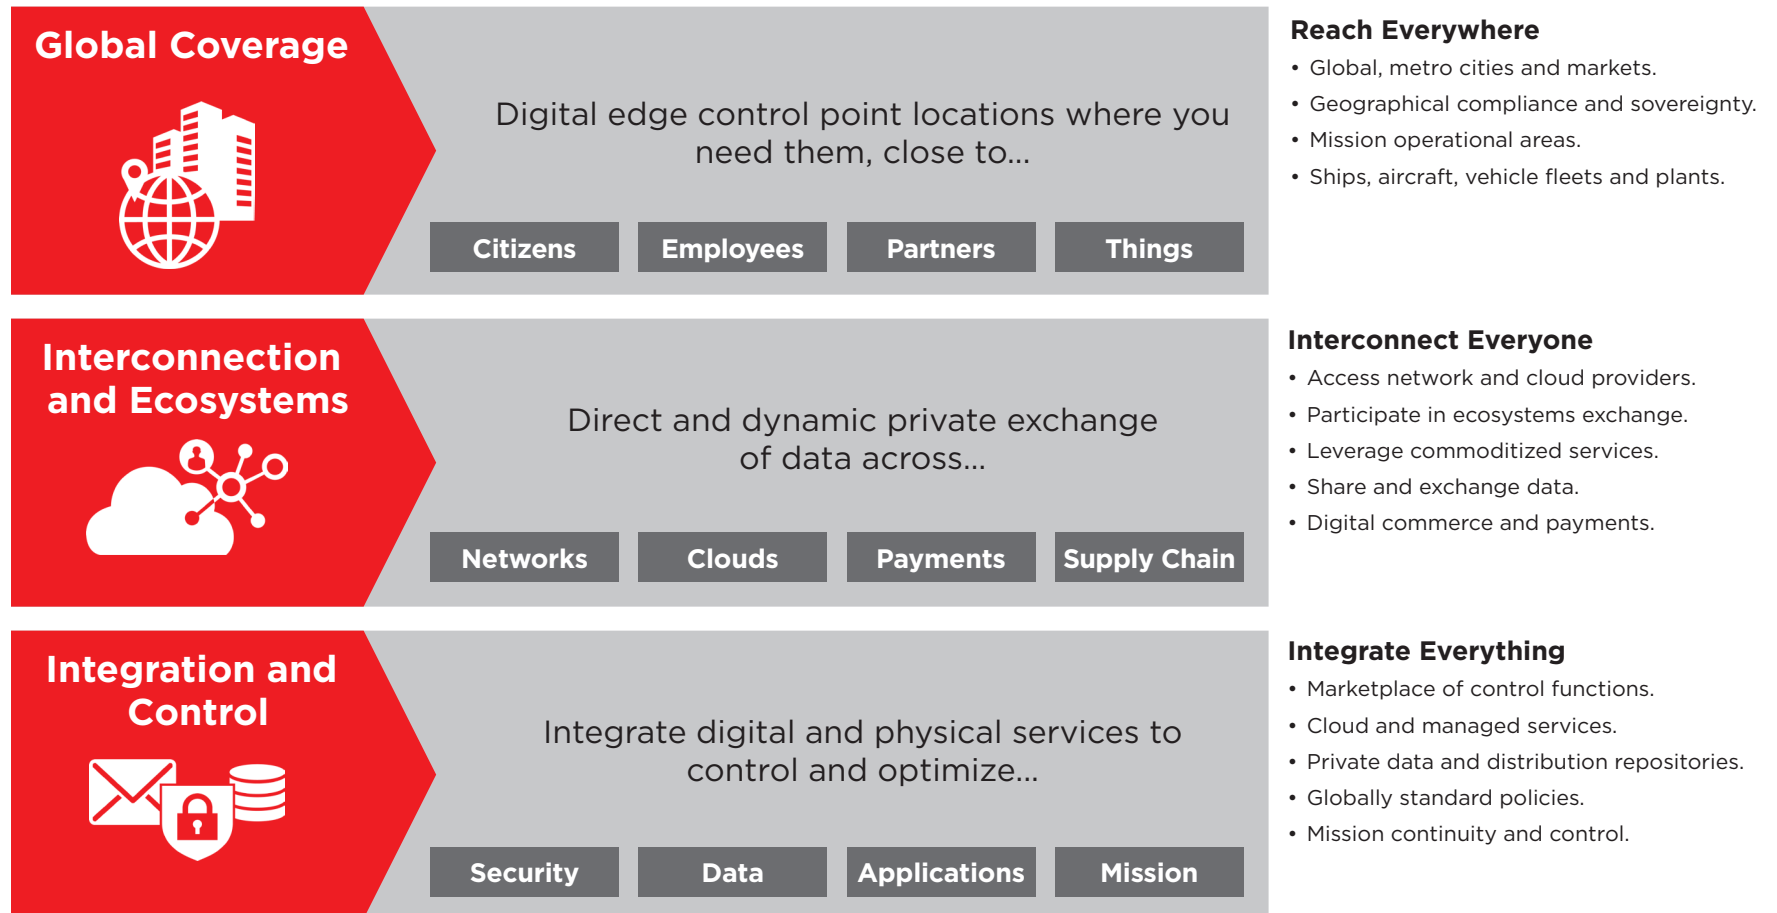 Global Coverage
Digital edge control point locations where you
need them, close to...
Citizens
Employees
Partners
Things
Reach Everywhere
• Global, metro cities and markets.
• Geographical compliance and sovereignty.
• Mission operational areas.
• Ships, aircraft, vehicle fleets and plants.
Interconnection
and Ecosystems
Direct and dynamic private exchange
of data across...
Networks
Clouds
Payments
Supply Chain
Interconnect Everyone
• Access network and cloud providers.
• Participate in ecosystems exchange.
• Leverage commoditized services.
• Share and exchange data.
• Digital commerce and payments.
Integration and
Control
Integrate digital and physical services to
control and optimize...
Security
Data
Applications
Mission
Integrate Everything
• Marketplace of control functions.
• Cloud and managed services.
• Private data and distribution repositories.
• Globally standard policies.
• Mission continuity and control.